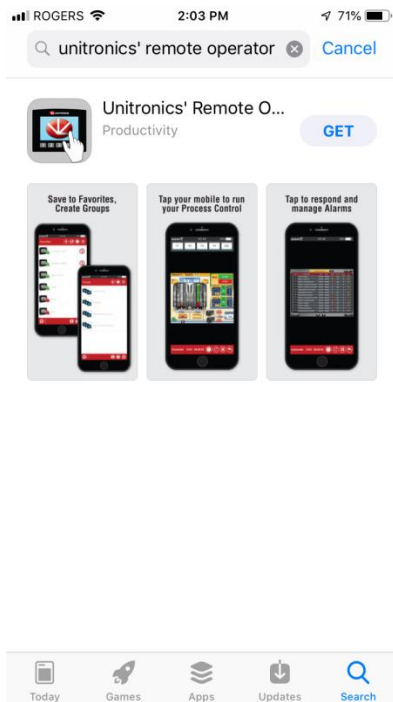 ROGERS 2:03 PM 71%
unitronics' remote operator Cancel
Unitronics' Remote O...
Productivity
GET
Save to Favorites,
Create Groups
Tap your mobile to run
your Process Control
Tap to respond and
manage Alarms
Today Games Apps Updates Search